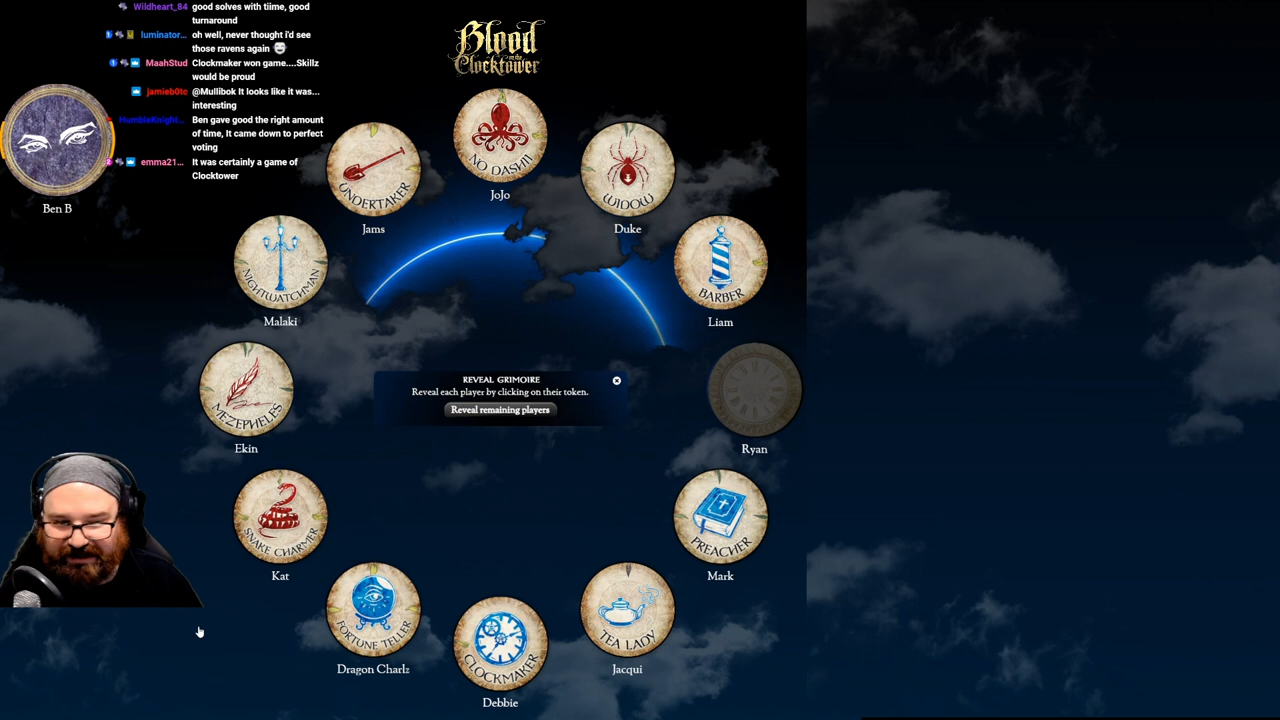 Wildheart_84 good solves with tiime, good
turnaround
luminator... oh well, never thought i'd see
those ravens again
MaahStud Clockmaker won game....Skillz
would be proud
jamieb0tc @Mullibok It looks like it was...
interesting
HumbleKnight... Ben gave good the right amount
of time, It came down to perfect
voting
emma21... It was certainly a game of
Clocktower
Ben B
Blood
on the
Clocktower
NO DASHII
JoJo
UNDERTAKER
Jams
WIDOW
Duke
NIGHTWATCHMAN
Malaki
BARBER
Liam
MEZEPHELES
Ekin
REVEAL GRIMOIRE
Reveal each player by clicking on their token.
Reveal remaining players
Ryan
SNAKE CHARMER
Kat
PREACHER
Mark
FORTUNE TELLER
Dragon Charlz
TEA LADY
Jacqui
CLOCKMAKER
Debbie